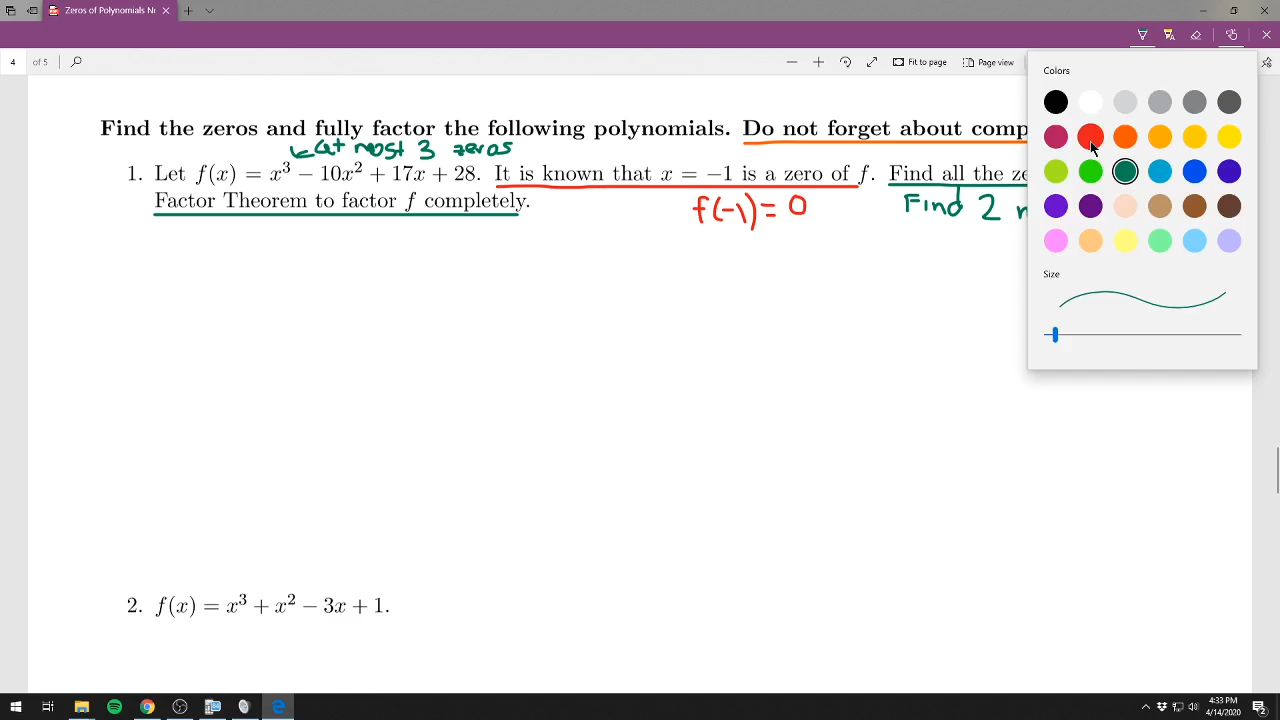 Zeros of Polynomials No
4 of 5
Fit to page
Page view
Colors
Size
Find the zeros and fully factor the following polynomials. Do not forget about comp
at most 3 zeros
1. Let f(x) = x³ − 10x² + 17x + 28. It is known that x = −1 is a zero of f. Find all the ze
Factor Theorem to factor f completely.
f(-1) = 0
Find 2
2. f(x) = x³ + x² − 3x + 1.
4:33 PM
4/14/2020
2